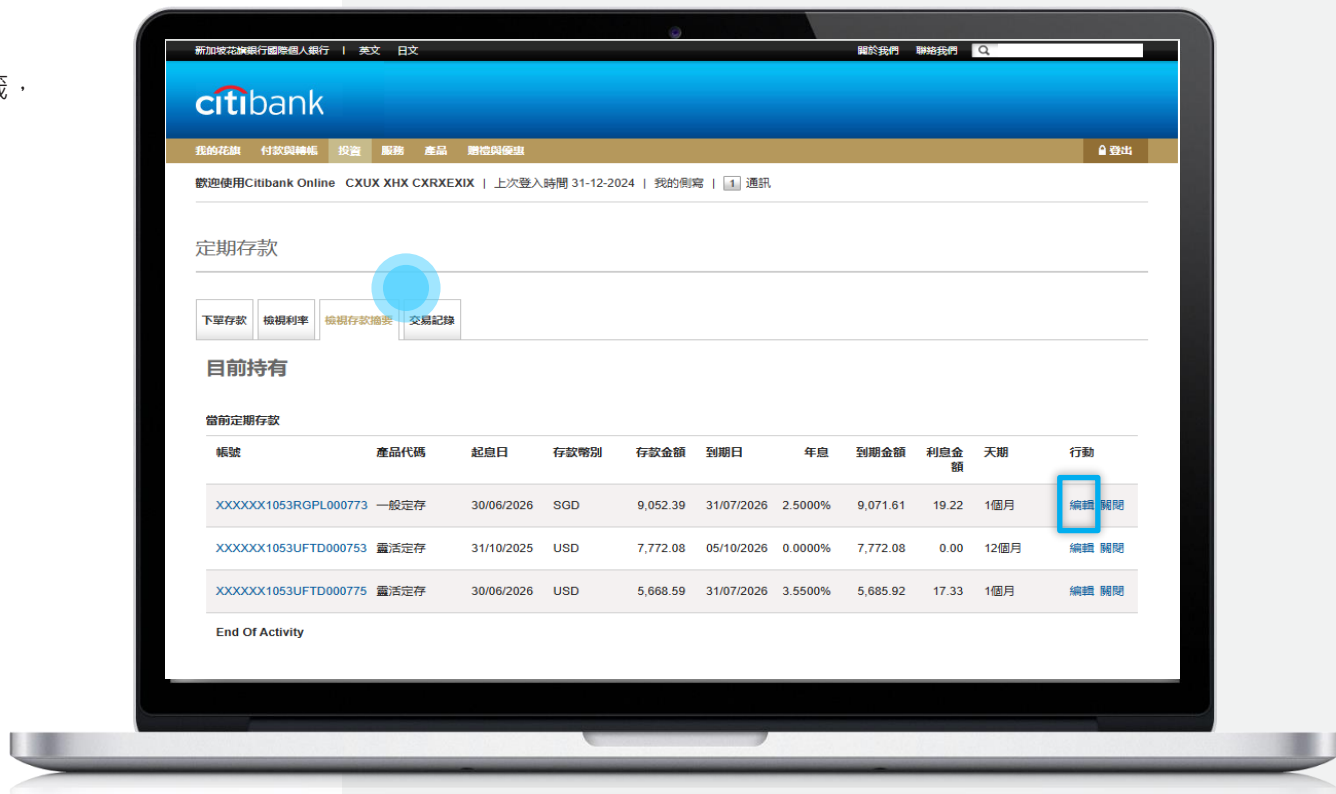 籤，
新加坡花旗銀行國際個人銀行 | 英文 日文 關於我們 聯絡我們
citibank
我的花旗 付款與轉帳 投資 服務 產品 贈禮與優惠 登出
歡迎使用Citibank Online CXUX XHX CXRXEXIX | 上次登入時間 31-12-2024 | 我的側寫 | 1 通訊
定期存款
下單存款 檢視利率 檢視存款摘要 交易記錄
目前持有
當前定期存款
帳號 產品代碼 起息日 存款幣別 存款金額 到期日 年息 到期金額 利息金額 天期 行動
XXXXXX1053RGPL000773 一般定存 30/06/2026 SGD 9,052.39 31/07/2026 2.5000% 9,071.61 19.22 1個月 編輯 關閉
XXXXXX1053UFTD000753 靈活定存 31/10/2025 USD 7,772.08 05/10/2026 0.0000% 7,772.08 0.00 12個月 編輯 關閉
XXXXXX1053UFTD000775 靈活定存 30/06/2026 USD 5,668.59 31/07/2026 3.5500% 5,685.92 17.33 1個月 編輯 關閉
End Of Activity